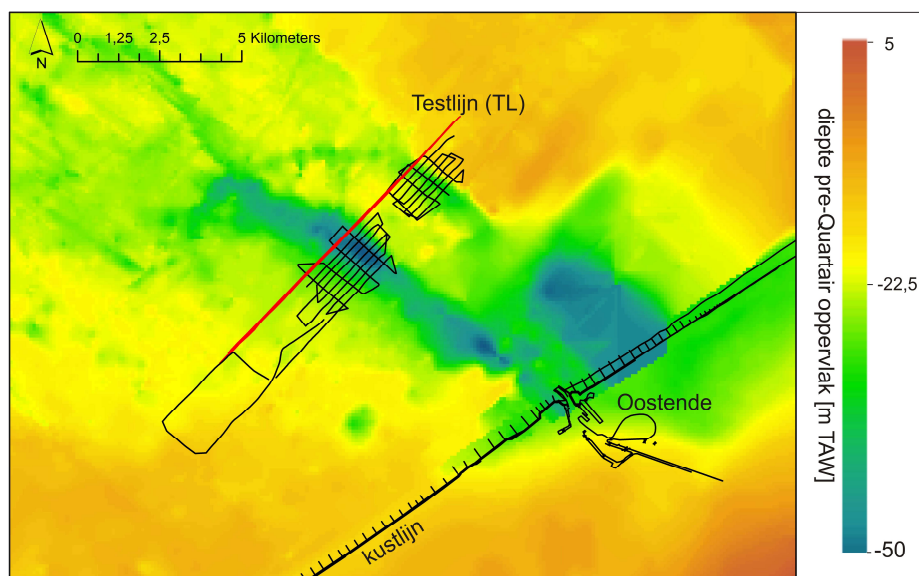 0 1,25 2,5 5 Kilometers
N
Testlijn (TL)
Oostende
kustlijn
5
-22,5
-50
diepte pre-Quartair oppervlak [m TAW]